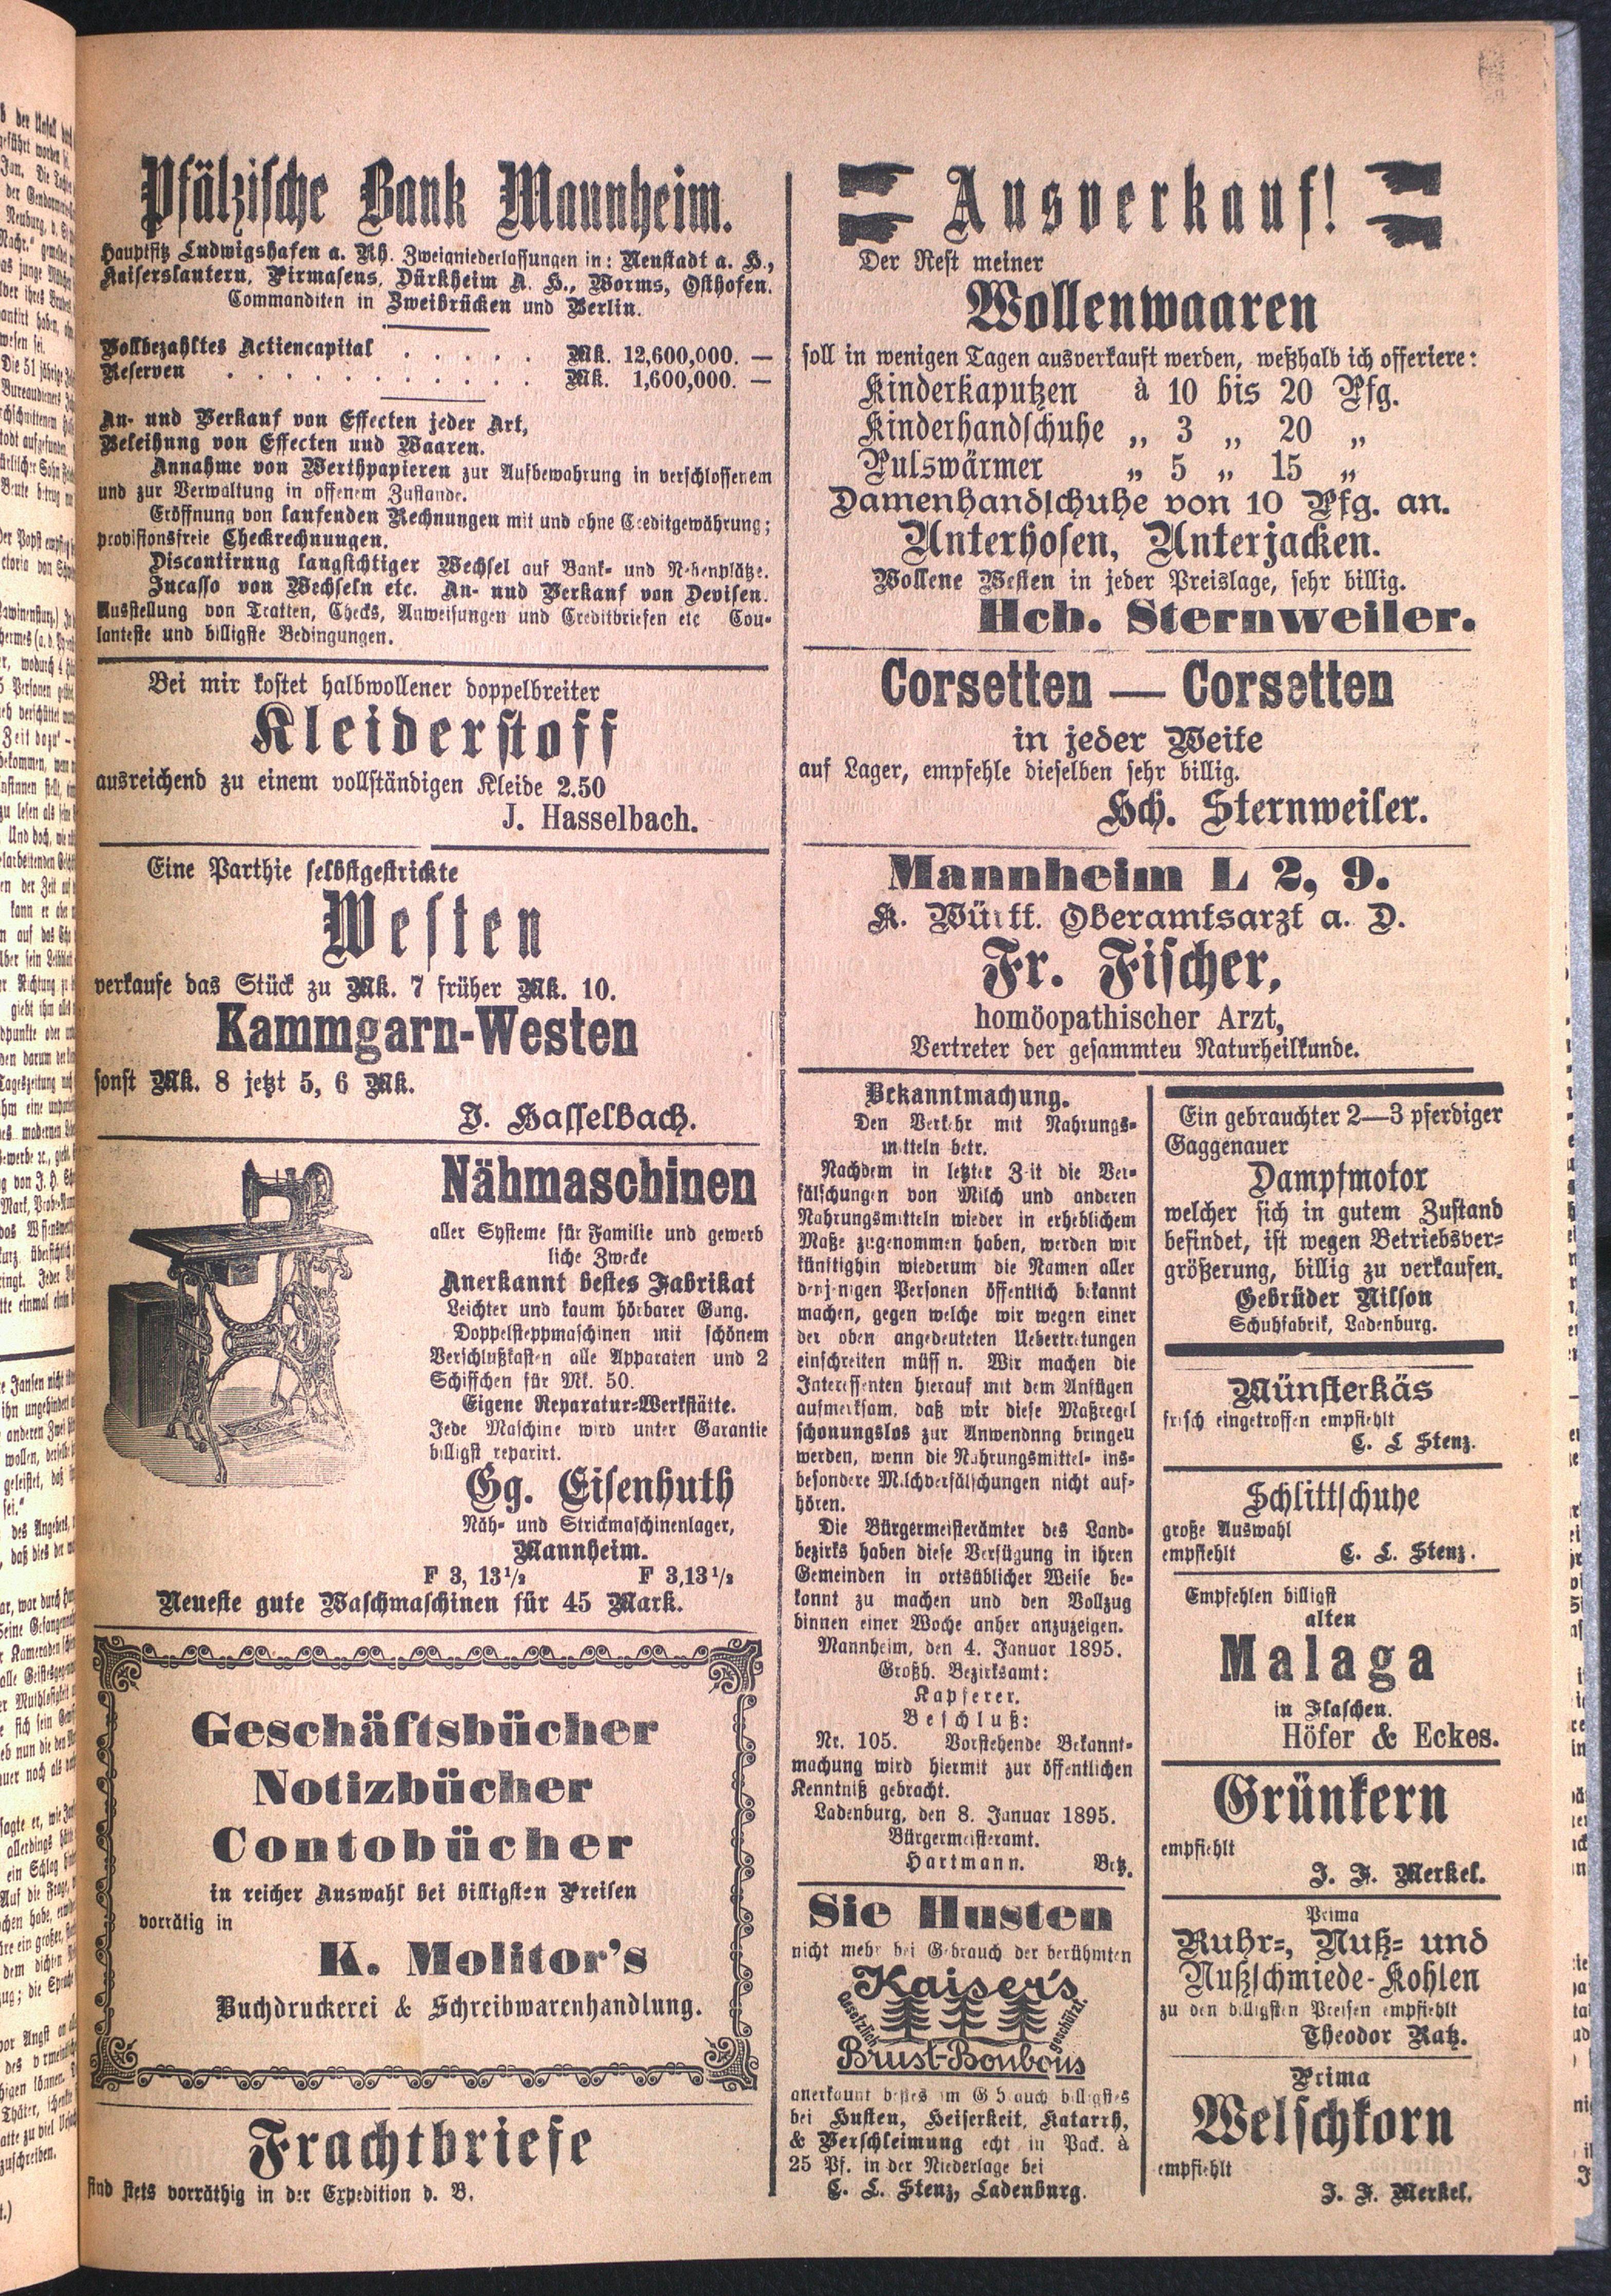 Pfälzische Bank Mannheim.
Hauptsitz Ludwigshafen a. Rh. Zweigniederlassungen in: Neustadt a. H.,
Kaiserslautern, Pirmasens, Dürkheim A. H., Worms, Osthofen.
Commanditen in Zweibrücken und Berlin.
Vollbezahltes Actiencapital . . . . . Mk. 12,600,000. —
Reserven . . . . . . . . . . . Mk. 1,600,000. —
An- und Verkauf von Effecten jeder Art,
Beleihung von Effecten und Waaren.
Annahme von Werthpapieren zur Aufbewahrung in verschlossenem
und zur Verwaltung in offenem Zustande.
Eröffnung von laufenden Rechnungen mit und ohne Creditgewährung;
provisionsfreie Checkrechnungen.
Discontirung langsichtiger Wechsel auf Bank- und Nebenplätze.
Incasso von Wechseln etc. An- und Verkauf von Devisen.
Ausstellung von Tratten, Checks, Anweisungen und Creditbriefen etc Cou-
lanteste und billigste Bedingungen.
Bei mir kostet halbwollener doppelbreiter
Kleiderstoff
ausreichend zu einem vollständigen Kleide 2.50
J. Hasselbach.
Eine Parthie selbstgestrickte
Westen
verkaufe das Stück zu Mk. 7 früher Mk. 10.
Kammgarn-Westen
sonst Mk. 8 jetzt 5, 6 Mk.
J. Hasselbach.
Nähmaschinen
aller Systeme für Familie und gewerb
liche Zwecke
Anerkannt bestes Fabrikat
Leichter und kaum hörbarer Gang.
Doppelsteppmaschinen mit schönem
Verschlußkasten alle Apparaten und 2
Schiffchen für Mk. 50.
Eigene Reparatur-Werkstätte.
Jede Maschine wird unter Garantie
billigst reparirt.
Gg. Eisenhuth
Näh- und Strickmaschinenlager,
Mannheim.
F 3, 13½ F 3,13½
Neueste gute Waschmaschinen für 45 Mark.
Geschäftsbücher
Notizbücher
Contobücher
in reicher Auswahl bei billigsten Preisen
vorrätig in
K. Molitor's
Buchdruckerei & Schreibwarenhandlung.
Frachtbriefe
sind stets vorräthig in der Expedition d. B.
Ausverkauf!
Der Rest meiner
Wollenwaaren
soll in wenigen Tagen ausverkauft werden, weßhalb ich offeriere:
Kinderkaputzen à 10 bis 20 Pfg.
Kinderhandschuhe „ 3 „ 20 „
Pulswärmer „ 5 „ 15 „
Damenhandschuhe von 10 Pfg. an.
Unterhosen, Unterjacken.
Wollene Westen in jeder Preislage, sehr billig.
Hch. Sternweiler.
Corsetten — Corsetten
in jeder Weite
auf Lager, empfehle dieselben sehr billig.
Hch. Sternweiler.
Mannheim L 2, 9.
K. Württ. Oberamtsarzt a. D.
Fr. Fischer,
homöopathischer Arzt,
Vertreter der gesammten Naturheilkunde.
Bekanntmachung.
Den Verkehr mit Nahrungs-
mitteln betr.
Nachdem in letzter Zeit die Ver-
fälschungen von Milch und anderen
Nahrungsmitteln wieder in erheblichem
Maße zugenommen haben, werden wir
künftighin wiederum die Namen aller
denjenigen Personen öffentlich bekannt
machen, gegen welche wir wegen einer
der oben angedeuteten Uebertretungen
einschreiten müssen. Wir machen die
Interessenten hierauf mit dem Anfügen
aufmerksam, daß wir diese Maßregel
schonungslos zur Anwendnng bringen
werden, wenn die Nahrungsmittel- ins-
besondere Milchverfälschungen nicht auf-
hören.
Die Bürgermeisterämter des Land-
bezirks haben diese Verfügung in ihren
Gemeinden in ortsüblicher Weise be-
kannt zu machen und den Vollzug
binnen einer Woche anher anzuzeigen.
Mannheim, den 4. Januar 1895.
Großh. Bezirksamt:
Kapferer.
Beschluß:
Nr. 105. Vorstehende Bekannt-
machung wird hiermit zur öffentlichen
Kenntniß gebracht.
Ladenburg, den 8. Januar 1895.
Bürgermeisteramt.
Hartmann. Betz.
Sie Husten
nicht mehr bei Gebrauch der berühmten
Kaiser's
Gesetzlich geschützt.
Brust-Bonbons
anerkannt bestes im Gebrauch billigstes
bei Husten, Heiserkeit, Katarrh,
& Verschleimung echt in Pack. à
25 Pf. in der Niederlage bei
C. L. Stenz, Ladenburg.
Ein gebrauchter 2—3 pferdiger
Gaggenauer
Dampfmotor
welcher sich in gutem Zustand
befindet, ist wegen Betriebsver-
größerung, billig zu verkaufen.
Gebrüder Nilson
Schuhfabrik, Ladenburg.
Münsterkäs
frisch eingetroffen empfiehlt
C. L Stenz.
Schlittschuhe
große Auswahl
empfiehlt C. L. Stenz.
Empfehlen billigst
alten
Malaga
in Flaschen.
Höfer & Eckes.
Grünkern
empfiehlt
J. F. Merkel.
Prima
Ruhr-, Nuß- und
Nußschmiede-Kohlen
zu den billigsten Preisen empfiehlt
Theodor Ratz.
Prima
Welschkorn
empfiehlt
J. F. Merkel.